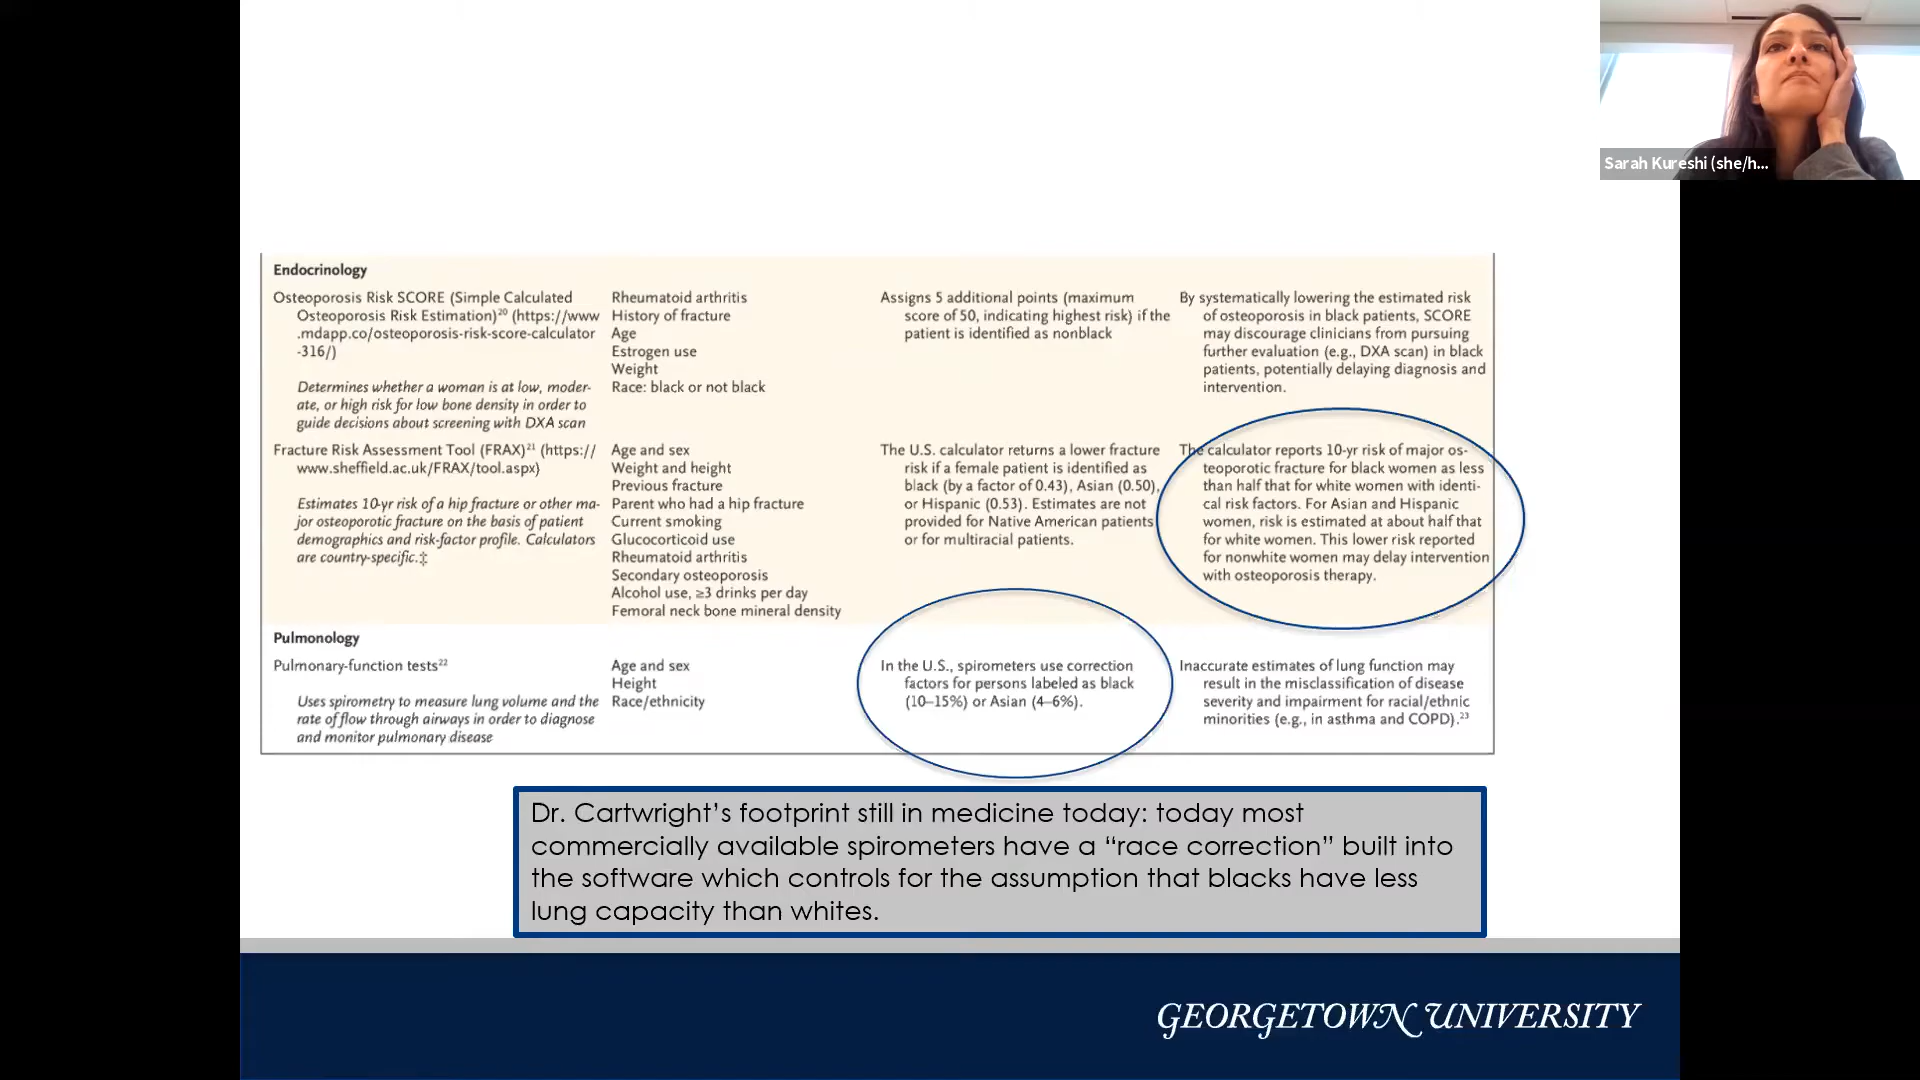 Sarah Kureshi (she/h...
Endocrinology
Osteoporosis Risk SCORE (Simple Calculated
Osteoporosis Risk Estimation)²⁰ (https://www
.mdapp.co/osteoporosis-risk-score-calculator
-316/)
Determines whether a woman is at low, moder-
ate, or high risk for low bone density in order to
guide decisions about screening with DXA scan
Rheumatoid arthritis
History of fracture
Age
Estrogen use
Weight
Race: black or not black
Assigns 5 additional points (maximum
score of 50, indicating highest risk) if the
patient is identified as nonblack
By systematically lowering the estimated risk
of osteoporosis in black patients, SCORE
may discourage clinicians from pursuing
further evaluation (e.g., DXA scan) in black
patients, potentially delaying diagnosis and
intervention.
Fracture Risk Assessment Tool (FRAX)²¹ (https://
www.sheffield.ac.uk/FRAX/tool.aspx)
Estimates 10-yr risk of a hip fracture or other ma-
jor osteoporotic fracture on the basis of patient
demographics and risk-factor profile. Calculators
are country-specific.‡
Age and sex
Weight and height
Previous fracture
Parent who had a hip fracture
Current smoking
Glucocorticoid use
Rheumatoid arthritis
Secondary osteoporosis
Alcohol use, ≥3 drinks per day
Femoral neck bone mineral density
The U.S. calculator returns a lower fracture
risk if a female patient is identified as
black (by a factor of 0.43), Asian (0.50),
or Hispanic (0.53). Estimates are not
provided for Native American patients
or for multiracial patients.
The calculator reports 10-yr risk of major os-
teoporotic fracture for black women as less
than half that for white women with identi-
cal risk factors. For Asian and Hispanic
women, risk is estimated at about half that
for white women. This lower risk reported
for nonwhite women may delay intervention
with osteoporosis therapy.
Pulmonology
Pulmonary-function tests²²
Uses spirometry to measure lung volume and the
rate of flow through airways in order to diagnose
and monitor pulmonary disease
Age and sex
Height
Race/ethnicity
In the U.S., spirometers use correction
factors for persons labeled as black
(10–15%) or Asian (4–6%).
Inaccurate estimates of lung function may
result in the misclassification of disease
severity and impairment for racial/ethnic
minorities (e.g., in asthma and COPD).²³
Dr. Cartwright's footprint still in medicine today: today most
commercially available spirometers have a “race correction” built into
the software which controls for the assumption that blacks have less
lung capacity than whites.
GEORGETOWN UNIVERSITY